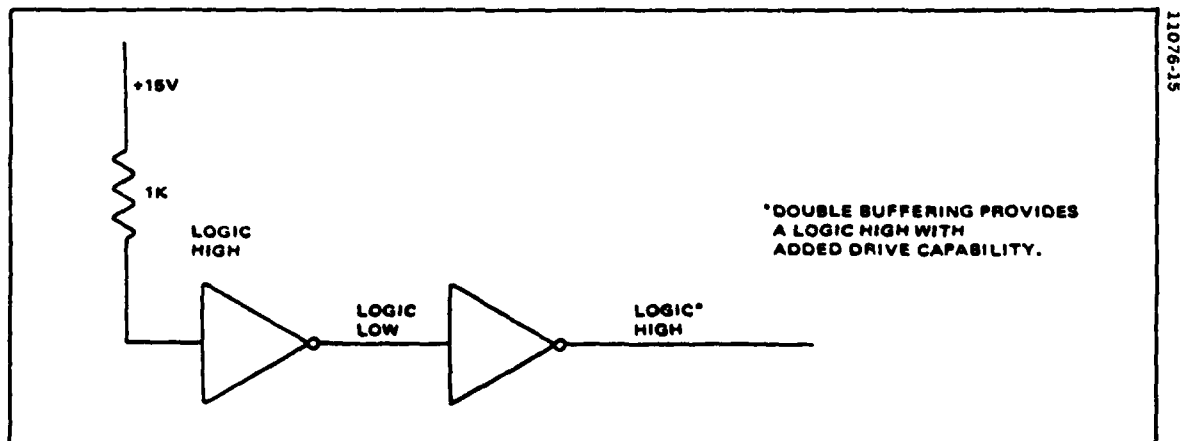 11076-15
+15V
1K
LOGIC
HIGH
LOGIC
LOW
LOGIC*
HIGH
*DOUBLE BUFFERING PROVIDES
A LOGIC HIGH WITH
ADDED DRIVE CAPABILITY.